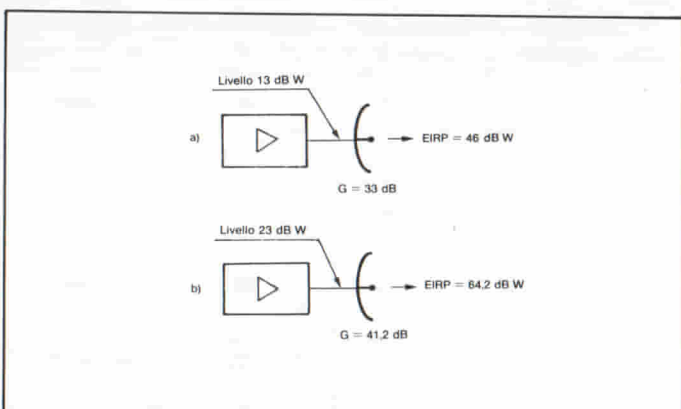 Livello 13 dB W
a)
EIRP = 46 dB W
G = 33 dB
Livello 23 dB W
b)
EIRP = 64,2 dB W
G = 41,2 dB